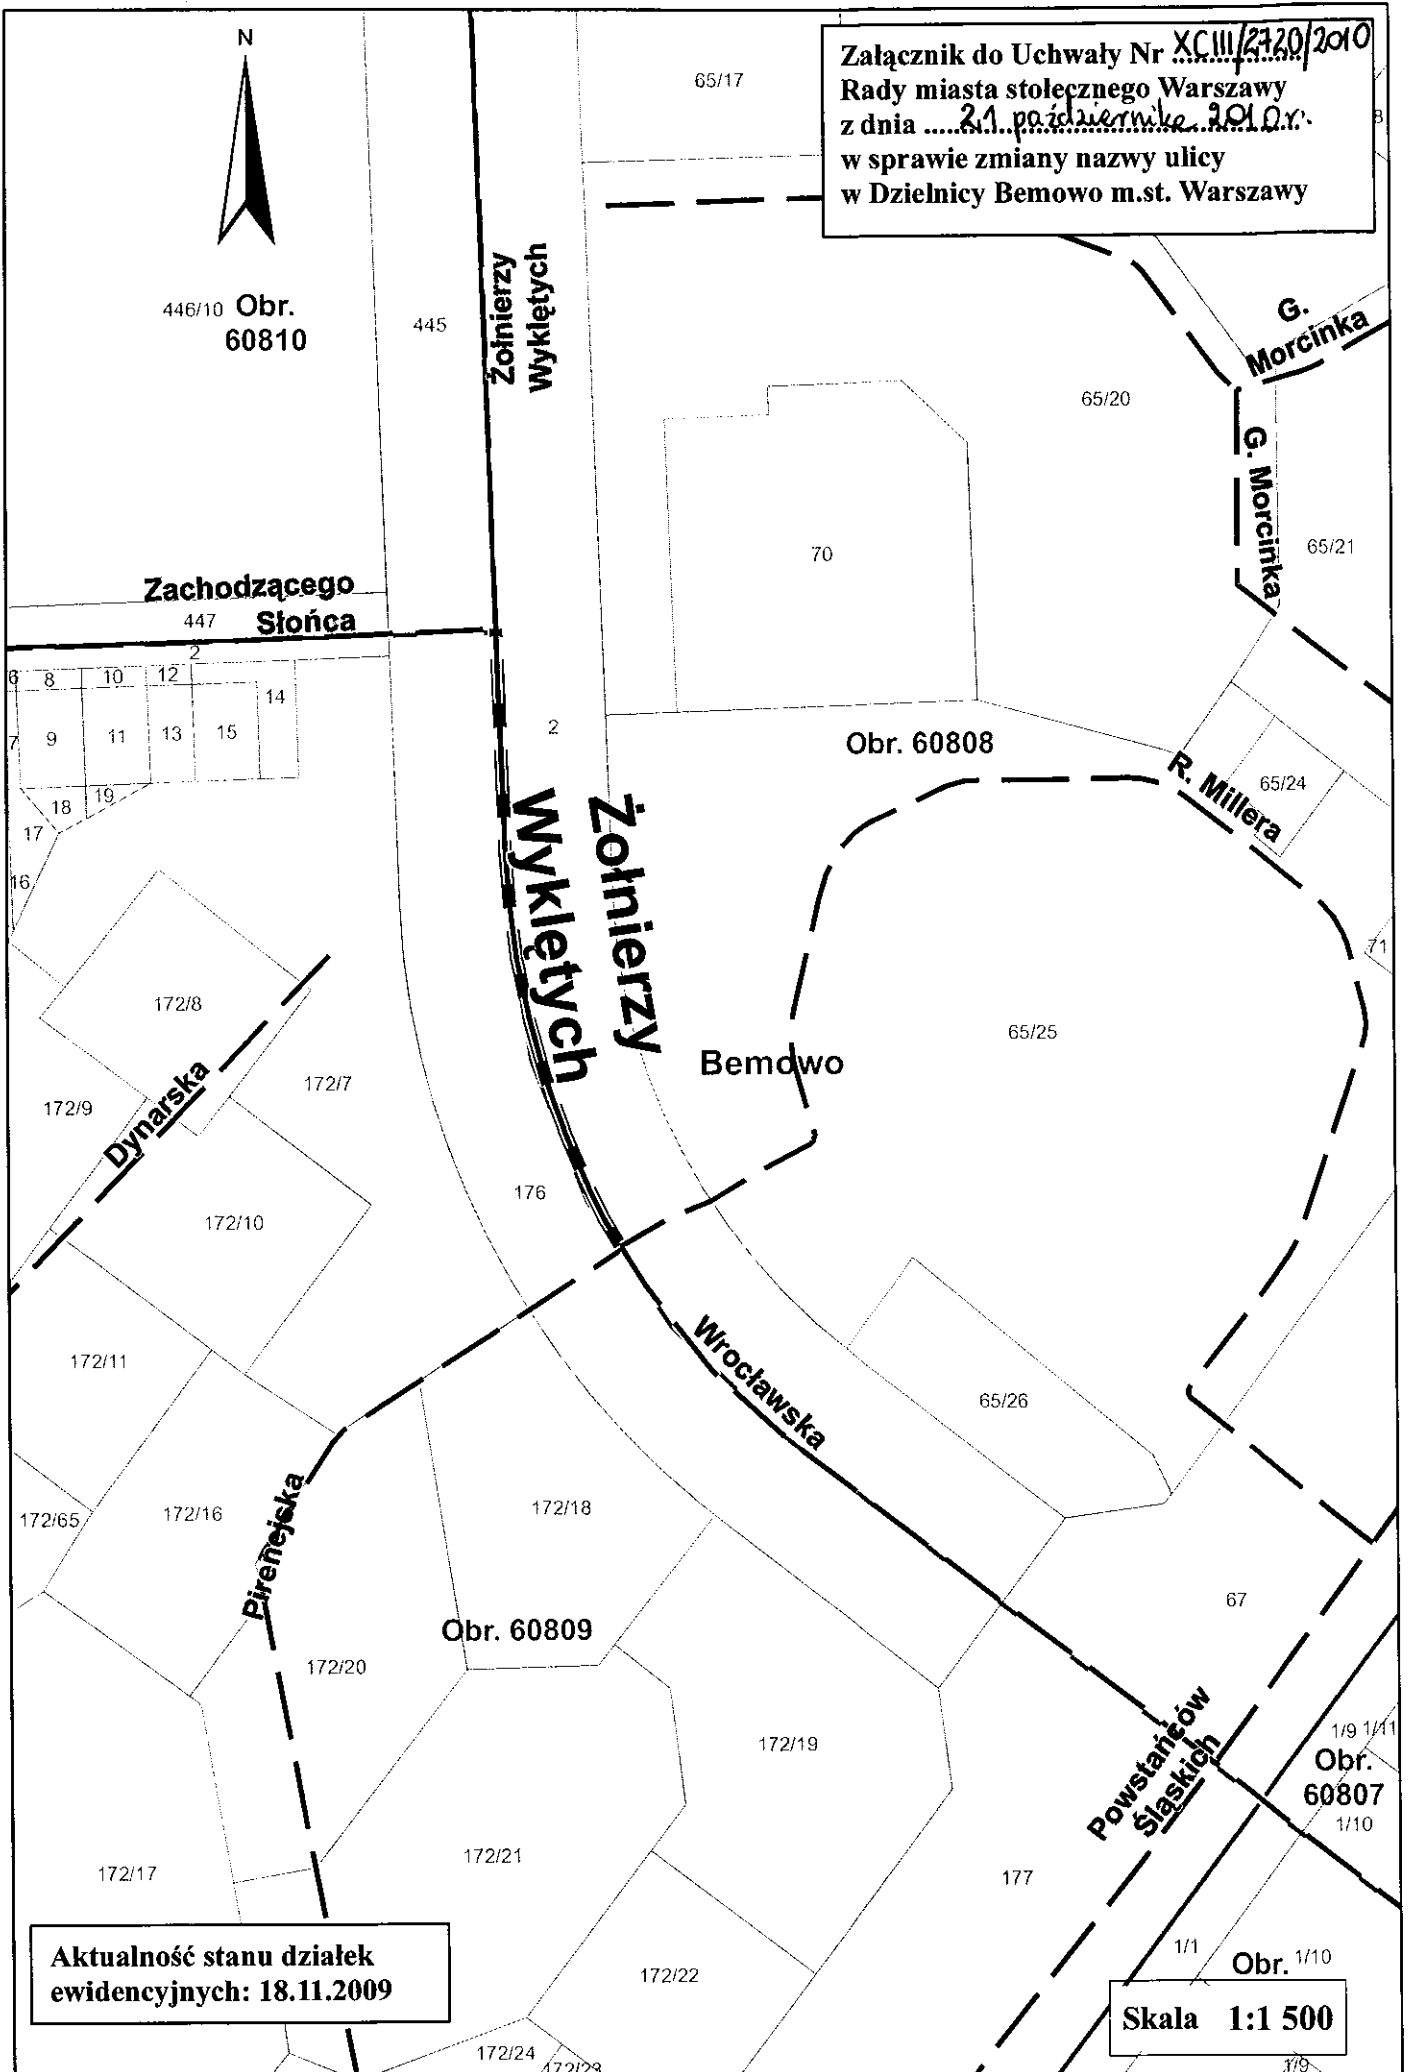 N
Załącznik do Uchwały Nr XCIII/2720/2010
Rady miasta stołecznego Warszawy
z dnia 21 października 2010r.
w sprawie zmiany nazwy ulicy
w Dzielnicy Bemowo m.st. Warszawy
65/17
8
446/10
Obr.
60810
445
Żołnierzy
Wyklętych
G.
Morcinka
65/20
G. Morcinka
65/21
70
Zachodzącego
Słońca
447
2
6
8
10
12
14
7
9
11
13
15
2
18
19
17
16
Obr. 60808
R. Millera
65/24
Żołnierzy
Wyklętych
71
172/8
65/25
Bemowo
172/7
172/9
Dynarska
176
172/10
Wrocławska
172/11
65/26
172/65
172/16
172/18
Pirenejska
67
Obr. 60809
172/20
172/19
Powstańców
Śląskich
1/9
1/11
Obr.
60807
1/10
172/21
172/17
177
Aktualność stanu działek
ewidencyjnych: 18.11.2009
172/22
1/1
Obr.
1/10
Skala 1:1 500
172/24
172/23
1/9